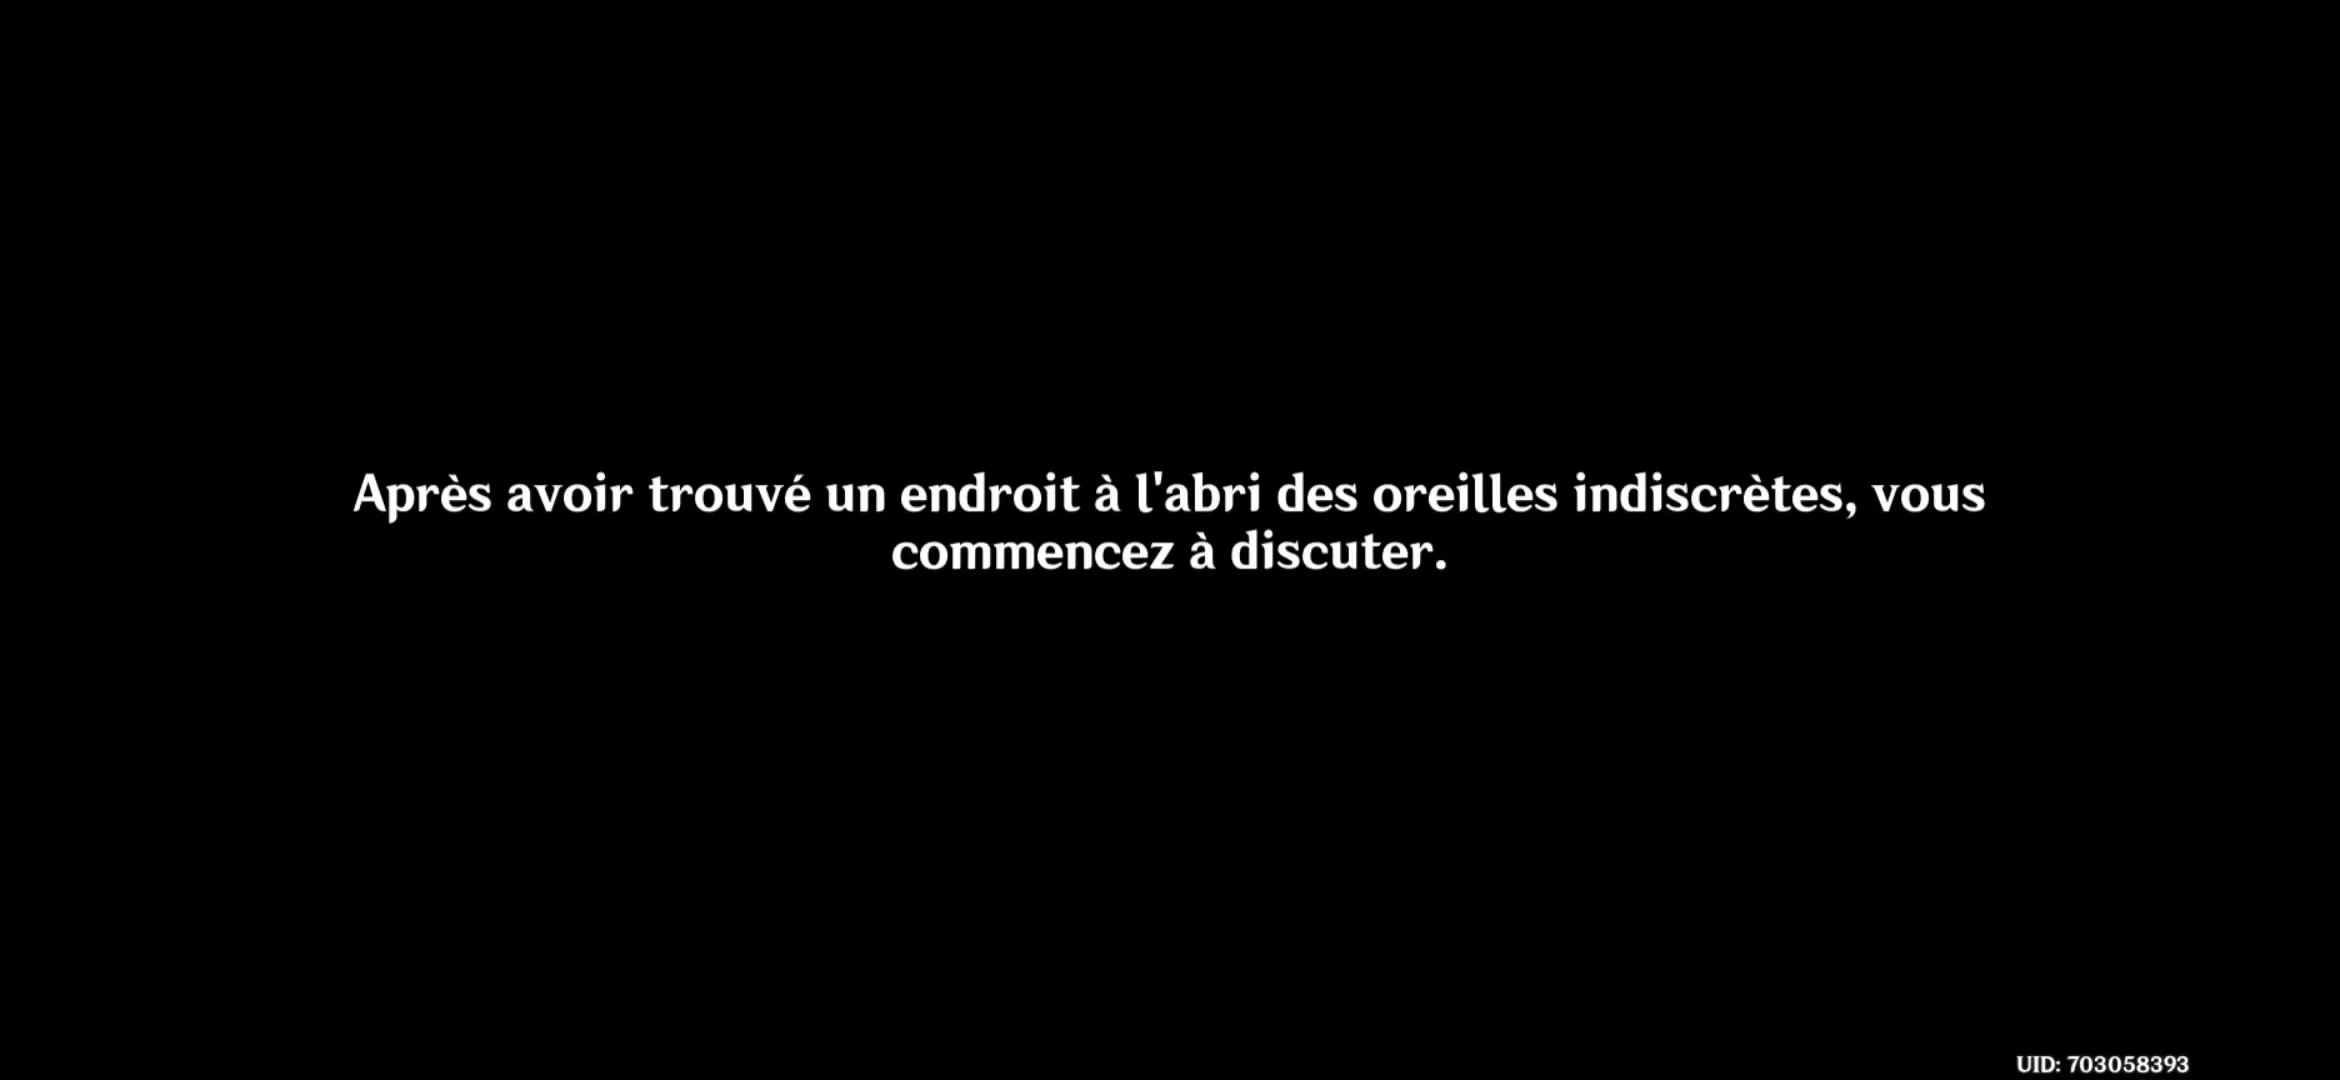 Après avoir trouvé un endroit à l'abri des oreilles indiscrètes, vous
commencez à discuter.
UID: 703058393